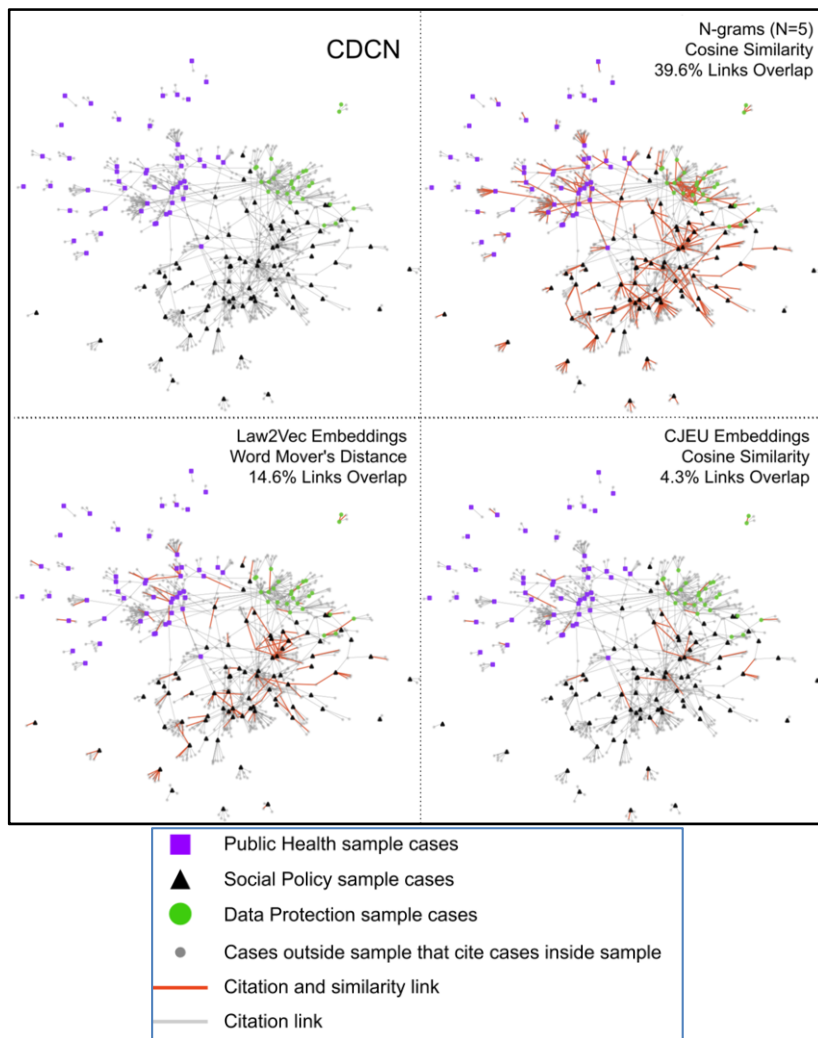 CDCN
N-grams (N=5)
Cosine Similarity
39.6% Links Overlap
Law2Vec Embeddings
Word Mover's Distance
14.6% Links Overlap
CJEU Embeddings
Cosine Similarity
4.3% Links Overlap
Public Health sample cases
Social Policy sample cases
Data Protection sample cases
Cases outside sample that cite cases inside sample
Citation and similarity link
Citation link